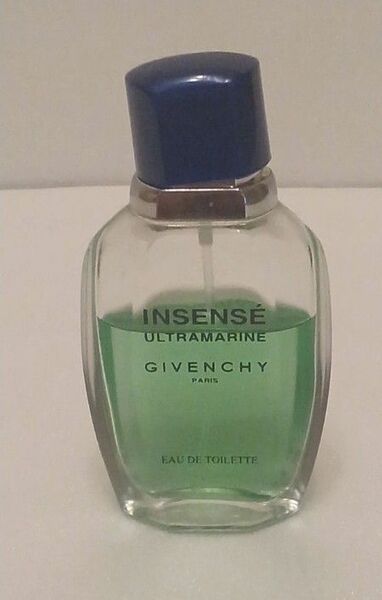 INSENSÉ
ULTRAMARINE
GIVENCHY
PARIS
EAU DE TOILETTE